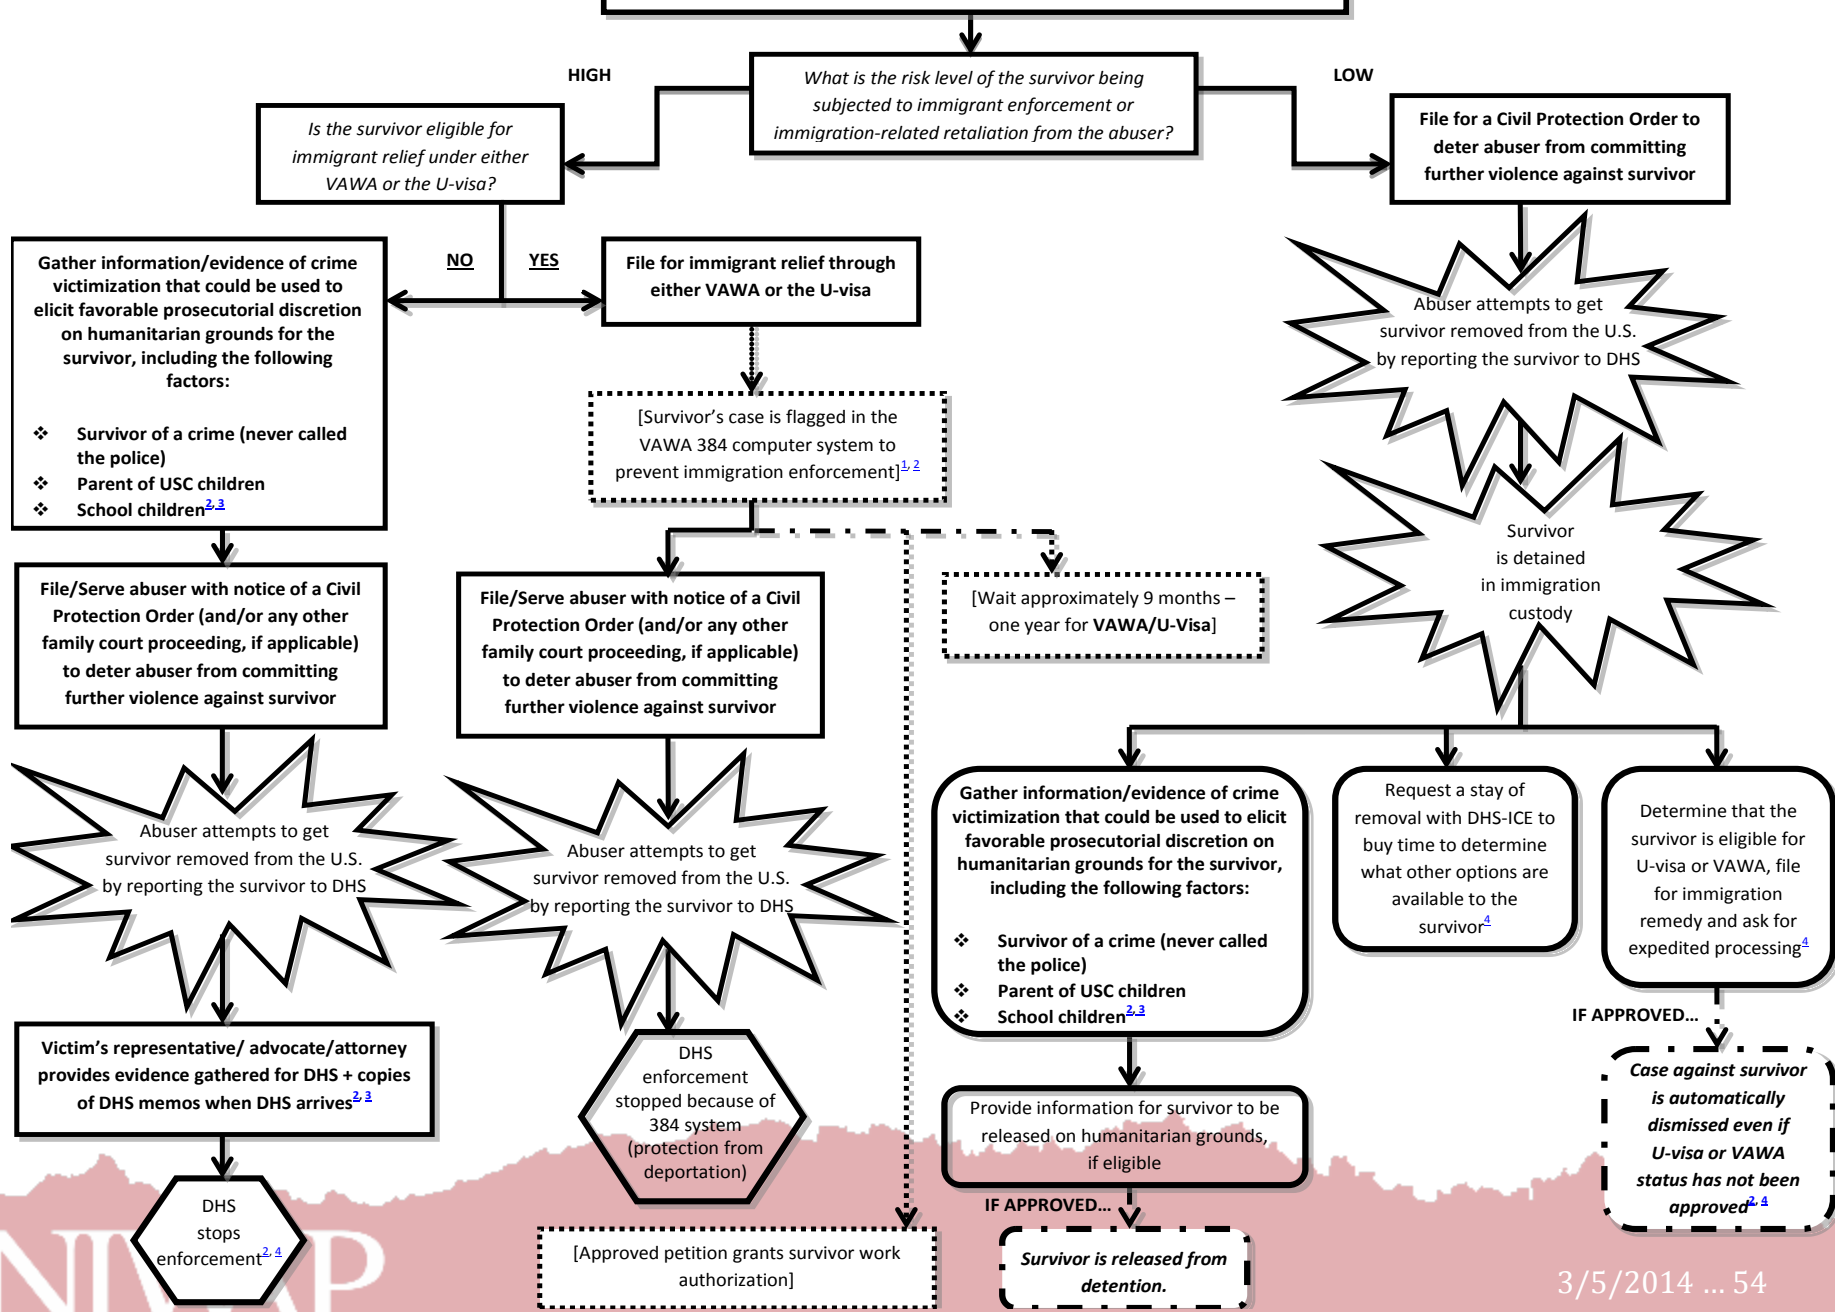 HIGH
What is the risk level of the survivor being
subjected to immigrant enforcement or
immigration-related retaliation from the abuser?
LOW
Is the survivor eligible for
immigrant relief under either
VAWA or the U-visa?
File for a Civil Protection Order to
deter abuser from committing
further violence against survivor
NO
YES
Gather information/evidence of crime
victimization that could be used to
elicit favorable prosecutorial discretion
on humanitarian grounds for the
survivor, including the following
factors:
❖ Survivor of a crime (never called
the police)
❖ Parent of USC children
❖ School children2, 3
File for immigrant relief through
either VAWA or the U-visa
[Survivor’s case is flagged in the
VAWA 384 computer system to
prevent immigration enforcement]1, 2
Abuser attempts to get
survivor removed from the U.S.
by reporting the survivor to DHS
Survivor
is detained
in immigration
custody
File/Serve abuser with notice of a Civil
Protection Order (and/or any other
family court proceeding, if applicable)
to deter abuser from committing
further violence against survivor
File/Serve abuser with notice of a Civil
Protection Order (and/or any other
family court proceeding, if applicable)
to deter abuser from committing
further violence against survivor
[Wait approximately 9 months –
one year for VAWA/U-Visa]
Abuser attempts to get
survivor removed from the U.S.
by reporting the survivor to DHS
Abuser attempts to get
survivor removed from the U.S.
by reporting the survivor to DHS
Gather information/evidence of crime
victimization that could be used to elicit
favorable prosecutorial discretion on
humanitarian grounds for the survivor,
including the following factors:
❖ Survivor of a crime (never called
the police)
❖ Parent of USC children
❖ School children2, 3
Request a stay of
removal with DHS-ICE to
buy time to determine
what other options are
available to the
survivor4
Determine that the
survivor is eligible for
U-visa or VAWA, file
for immigration
remedy and ask for
expedited processing4
Victim’s representative/ advocate/attorney
provides evidence gathered for DHS + copies
of DHS memos when DHS arrives2, 3
DHS
enforcement
stopped because of
384 system
(protection from
deportation)
Provide information for survivor to be
released on humanitarian grounds,
if eligible
IF APPROVED…
Case against survivor
is automatically
dismissed even if
U-visa or VAWA
status has not been
approved2, 4
DHS
stops
enforcement2, 4
[Approved petition grants survivor work
authorization]
IF APPROVED…
Survivor is released from
detention.
NIWAP
3/5/2014 … 54